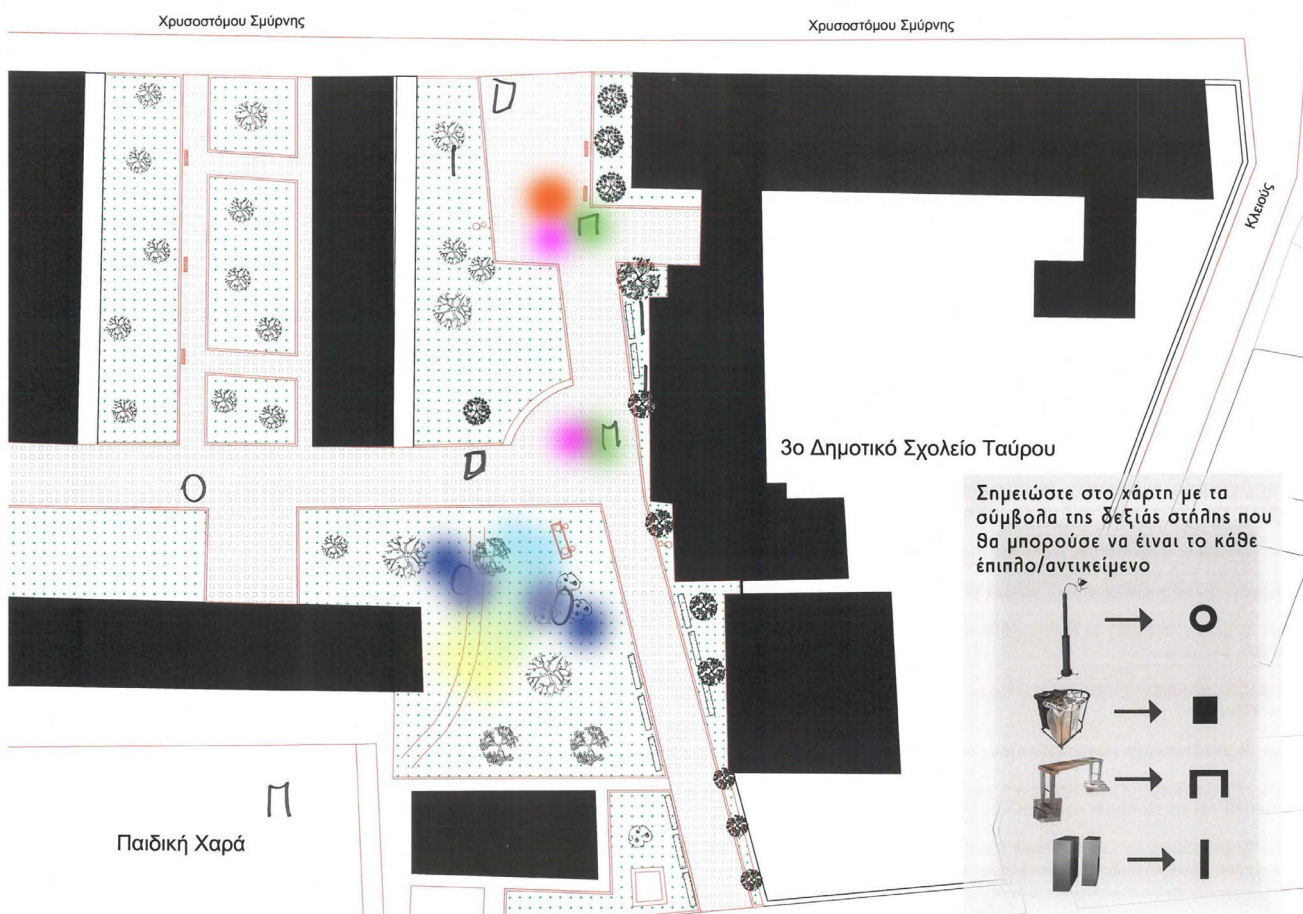 Χρυσοστόμου Σμύρνης
Χρυσοστόμου Σμύρνης
Κλειούς
3ο Δημοτικό Σχολείο Ταύρου
Σημειώστε στο χάρτη με τα
σύμβολα της δεξιάς στήλης που
θα μπορούσε να έιναι το κάθε
έπιπλο/αντικείμενο
Παιδική Χαρά